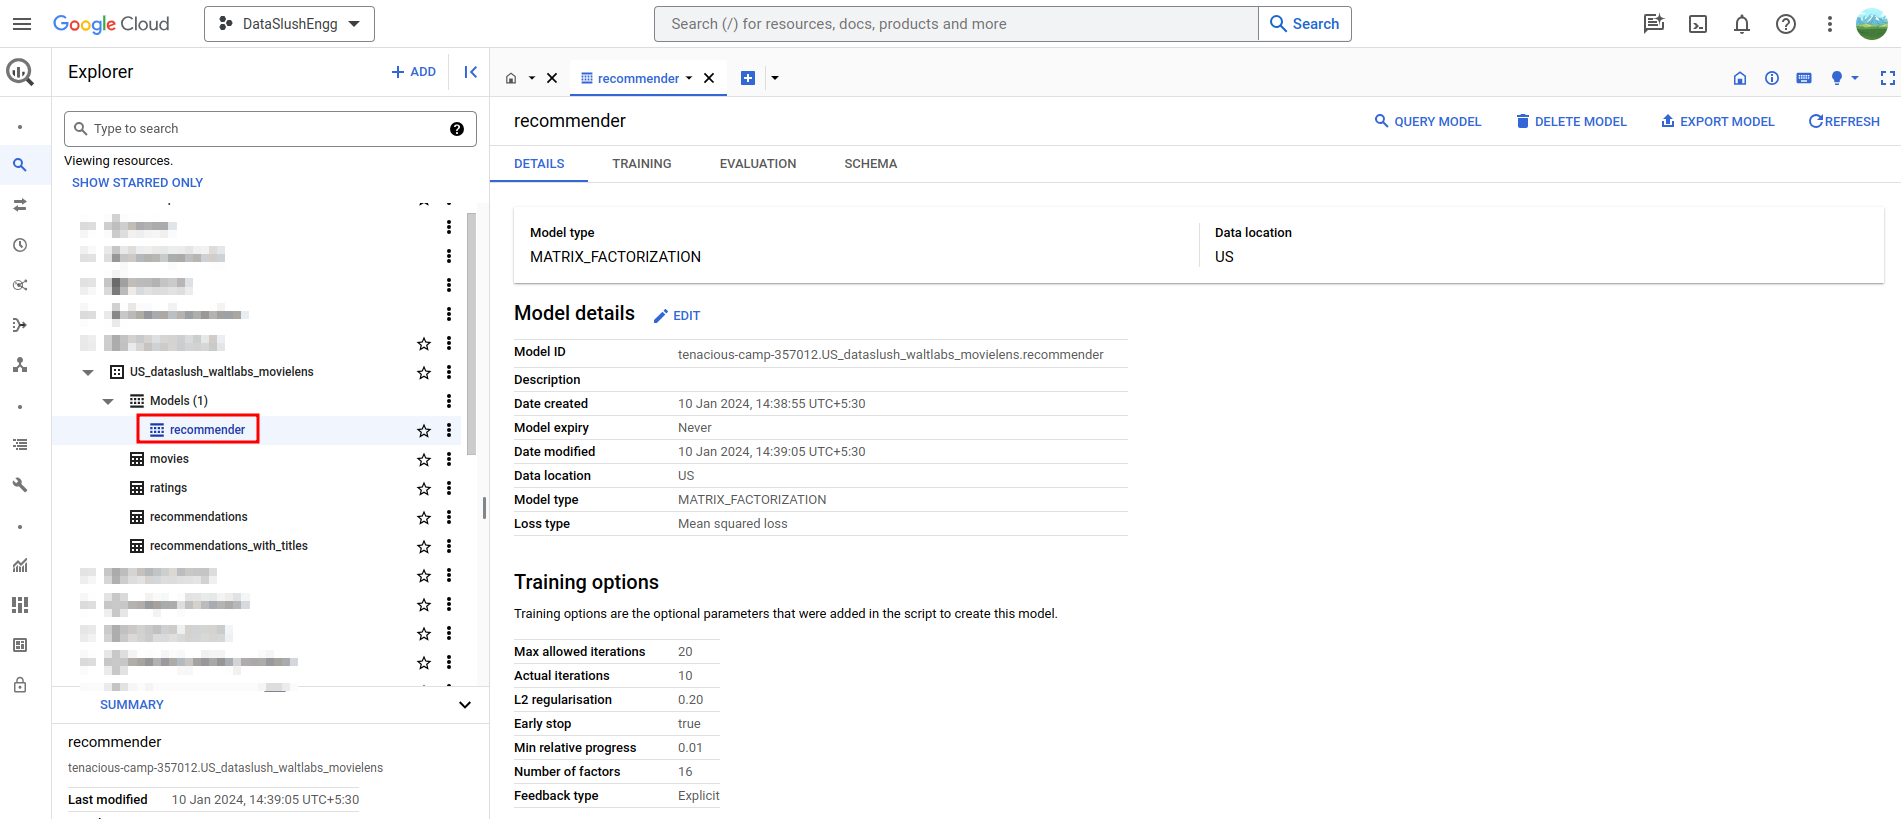 Google Cloud
DataSlushEngg
Search (/) for resources, docs, products and more
Search
Explorer
ADD
recommender
Type to search
Viewing resources.
SHOW STARRED ONLY
US_dataslush_waltlabs_movielens
Models (1)
recommender
movies
ratings
recommendations
recommendations_with_titles
SUMMARY
recommender
tenacious-camp-357012.US_dataslush_waltlabs_movielens
Last modified 10 Jan 2024, 14:39:05 UTC+5:30
recommender
QUERY MODEL
DELETE MODEL
EXPORT MODEL
REFRESH
DETAILS TRAINING EVALUATION SCHEMA
Model type
MATRIX_FACTORIZATION
Data location
US
Model details
EDIT
Model ID tenacious-camp-357012.US_dataslush_waltlabs_movielens.recommender
Description
Date created 10 Jan 2024, 14:38:55 UTC+5:30
Model expiry Never
Date modified 10 Jan 2024, 14:39:05 UTC+5:30
Data location US
Model type MATRIX_FACTORIZATION
Loss type Mean squared loss
Training options
Training options are the optional parameters that were added in the script to create this model.
Max allowed iterations 20
Actual iterations 10
L2 regularisation 0.20
Early stop true
Min relative progress 0.01
Number of factors 16
Feedback type Explicit